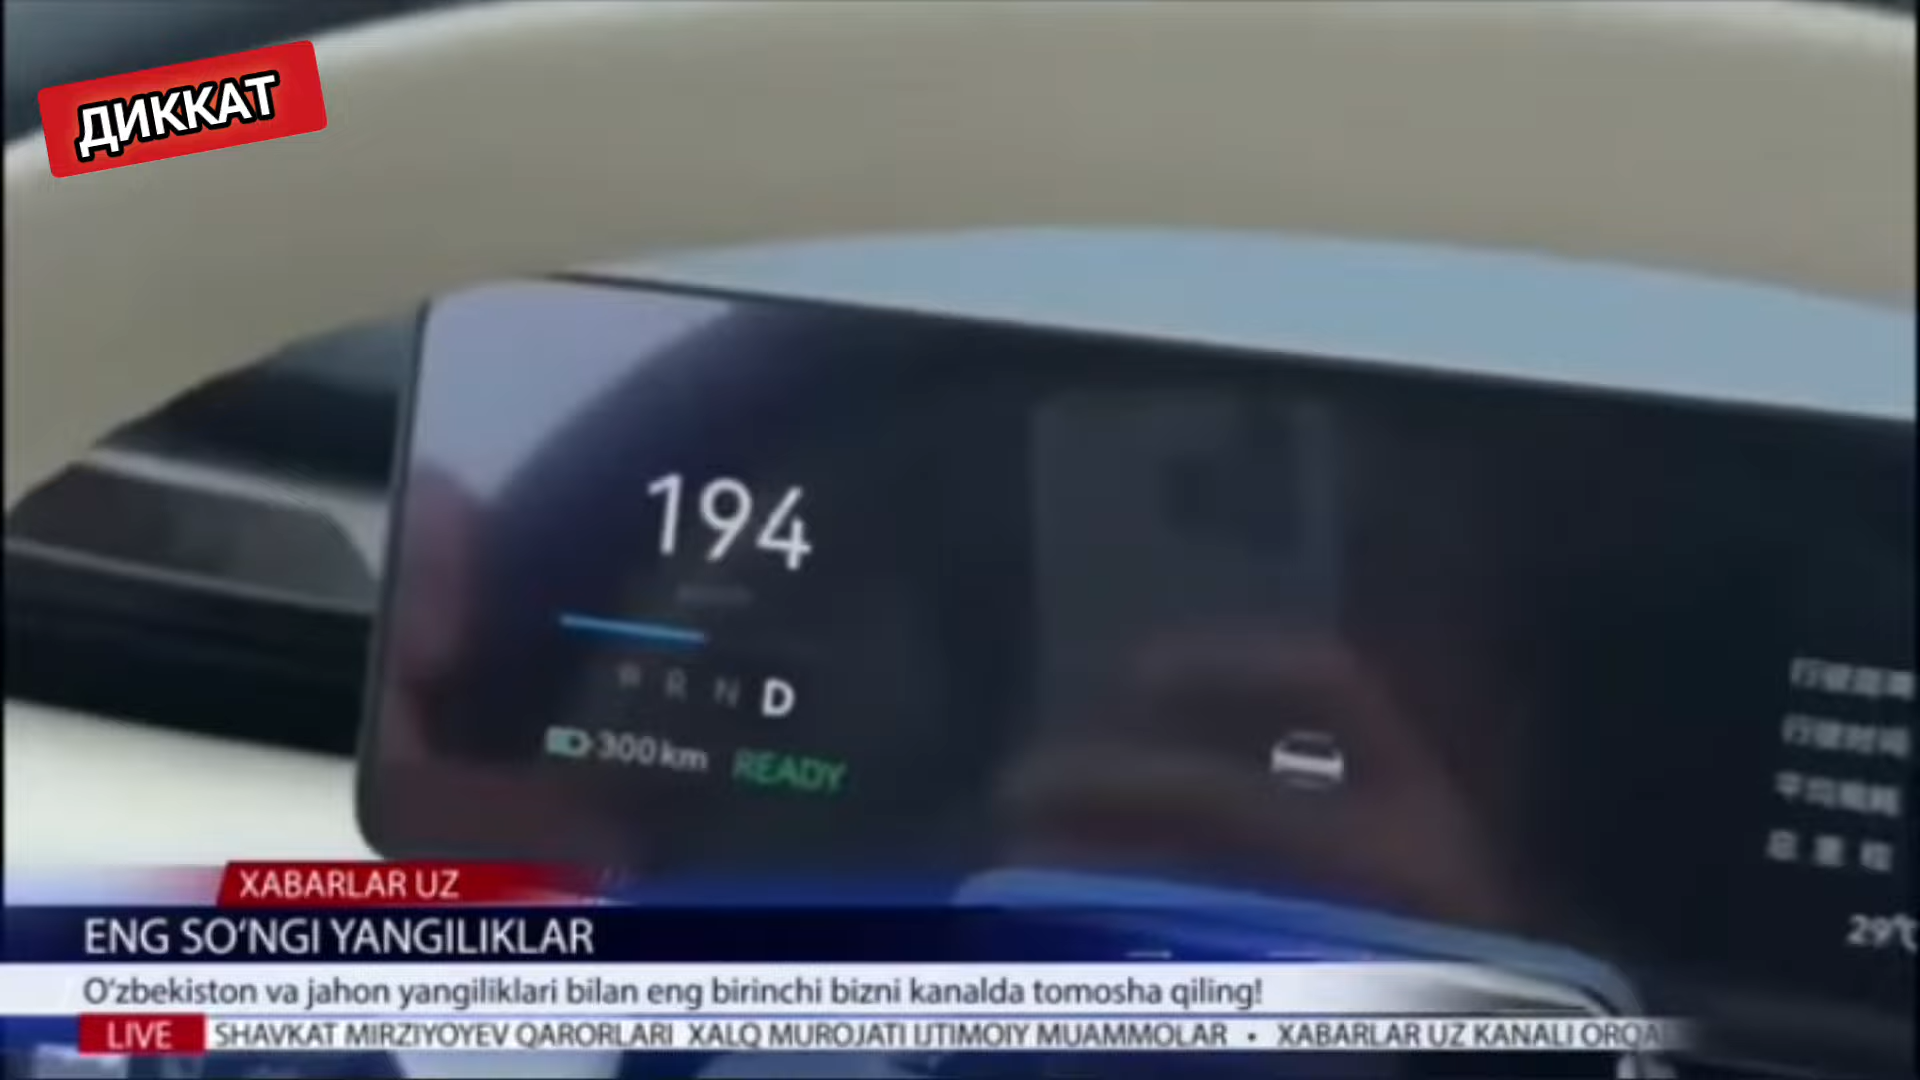 ДИККАТ
194
R N D
300 km READY
29℃
XABARLAR UZ
ENG SO‘NGI YANGILIKLAR
O‘zbekiston va jahon yangiliklari bilan eng birinchi bizni kanalda tomosha qiling!
LIVE SHAVKAT MIRZIYOYEV QARORLARI XALQ MUROJATI IJTIMOIY MUAMMOLAR • XABARLAR UZ KANALI